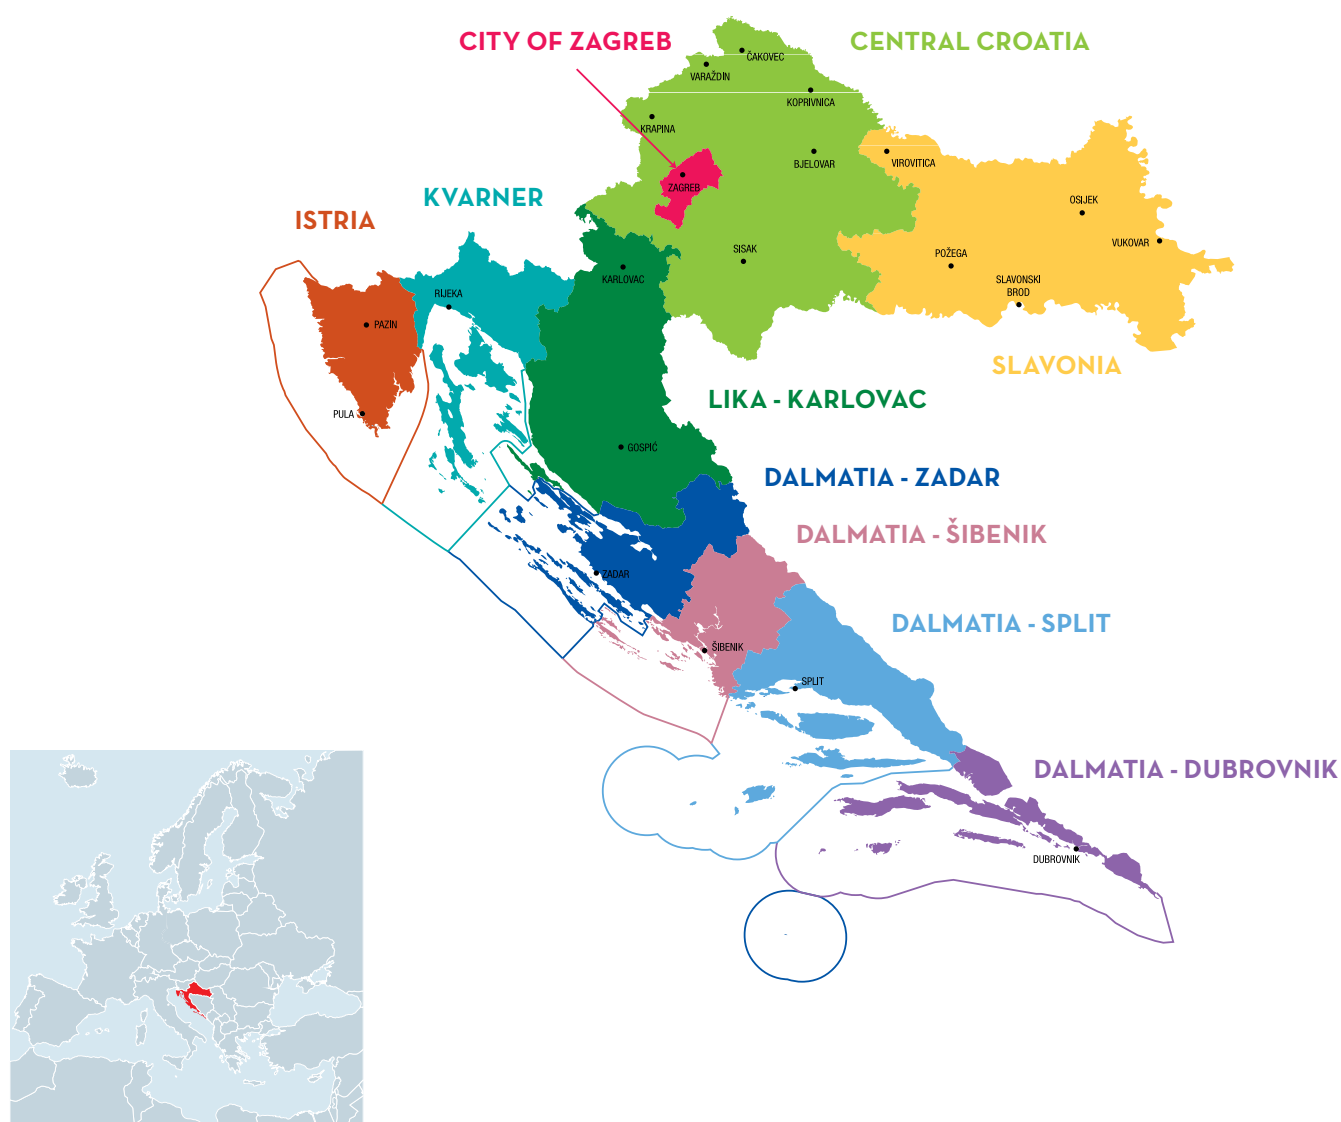 CITY OF ZAGREB
CENTRAL CROATIA
ČAKOVEC
VARAŽDIN
KOPRIVNICA
KRAPINA
BJELOVAR
VIROVITICA
ZAGREB
KVARNER
ISTRIA
OSIJEK
VUKOVAR
SISAK
POŽEGA
KARLOVAC
SLAVONSKI
BROD
RIJEKA
PAZIN
SLAVONIA
LIKA - KARLOVAC
PULA
GOSPIĆ
DALMATIA - ZADAR
DALMATIA - ŠIBENIK
ZADAR
DALMATIA - SPLIT
ŠIBENIK
SPLIT
DALMATIA - DUBROVNIK
DUBROVNIK